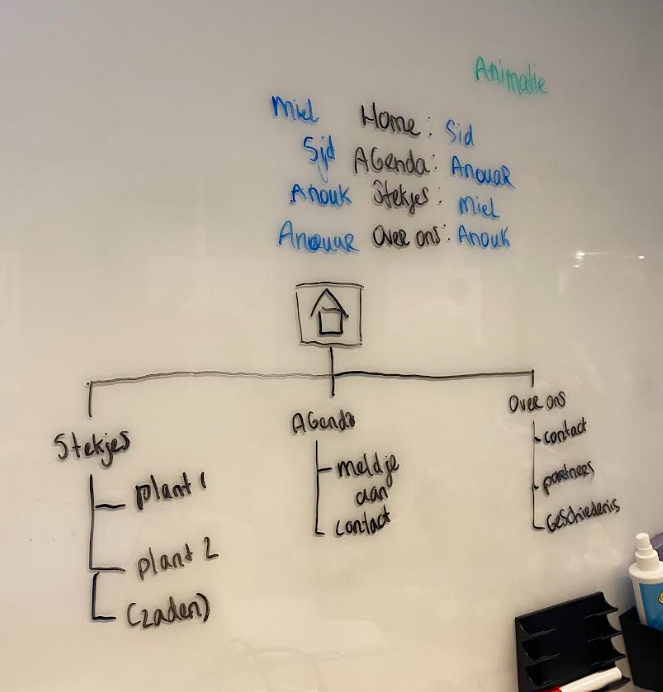 Animatie
Miel Home: Sid
Sid AGenda: AnouaR
Anouk Stekjes: Miel
Anouar Over ons: Anouk
Stekjes
plant 1
plant 2
(zaden)
AGenda
meld je
aan
contact
Over ons
contact
partners
Geschiedenis